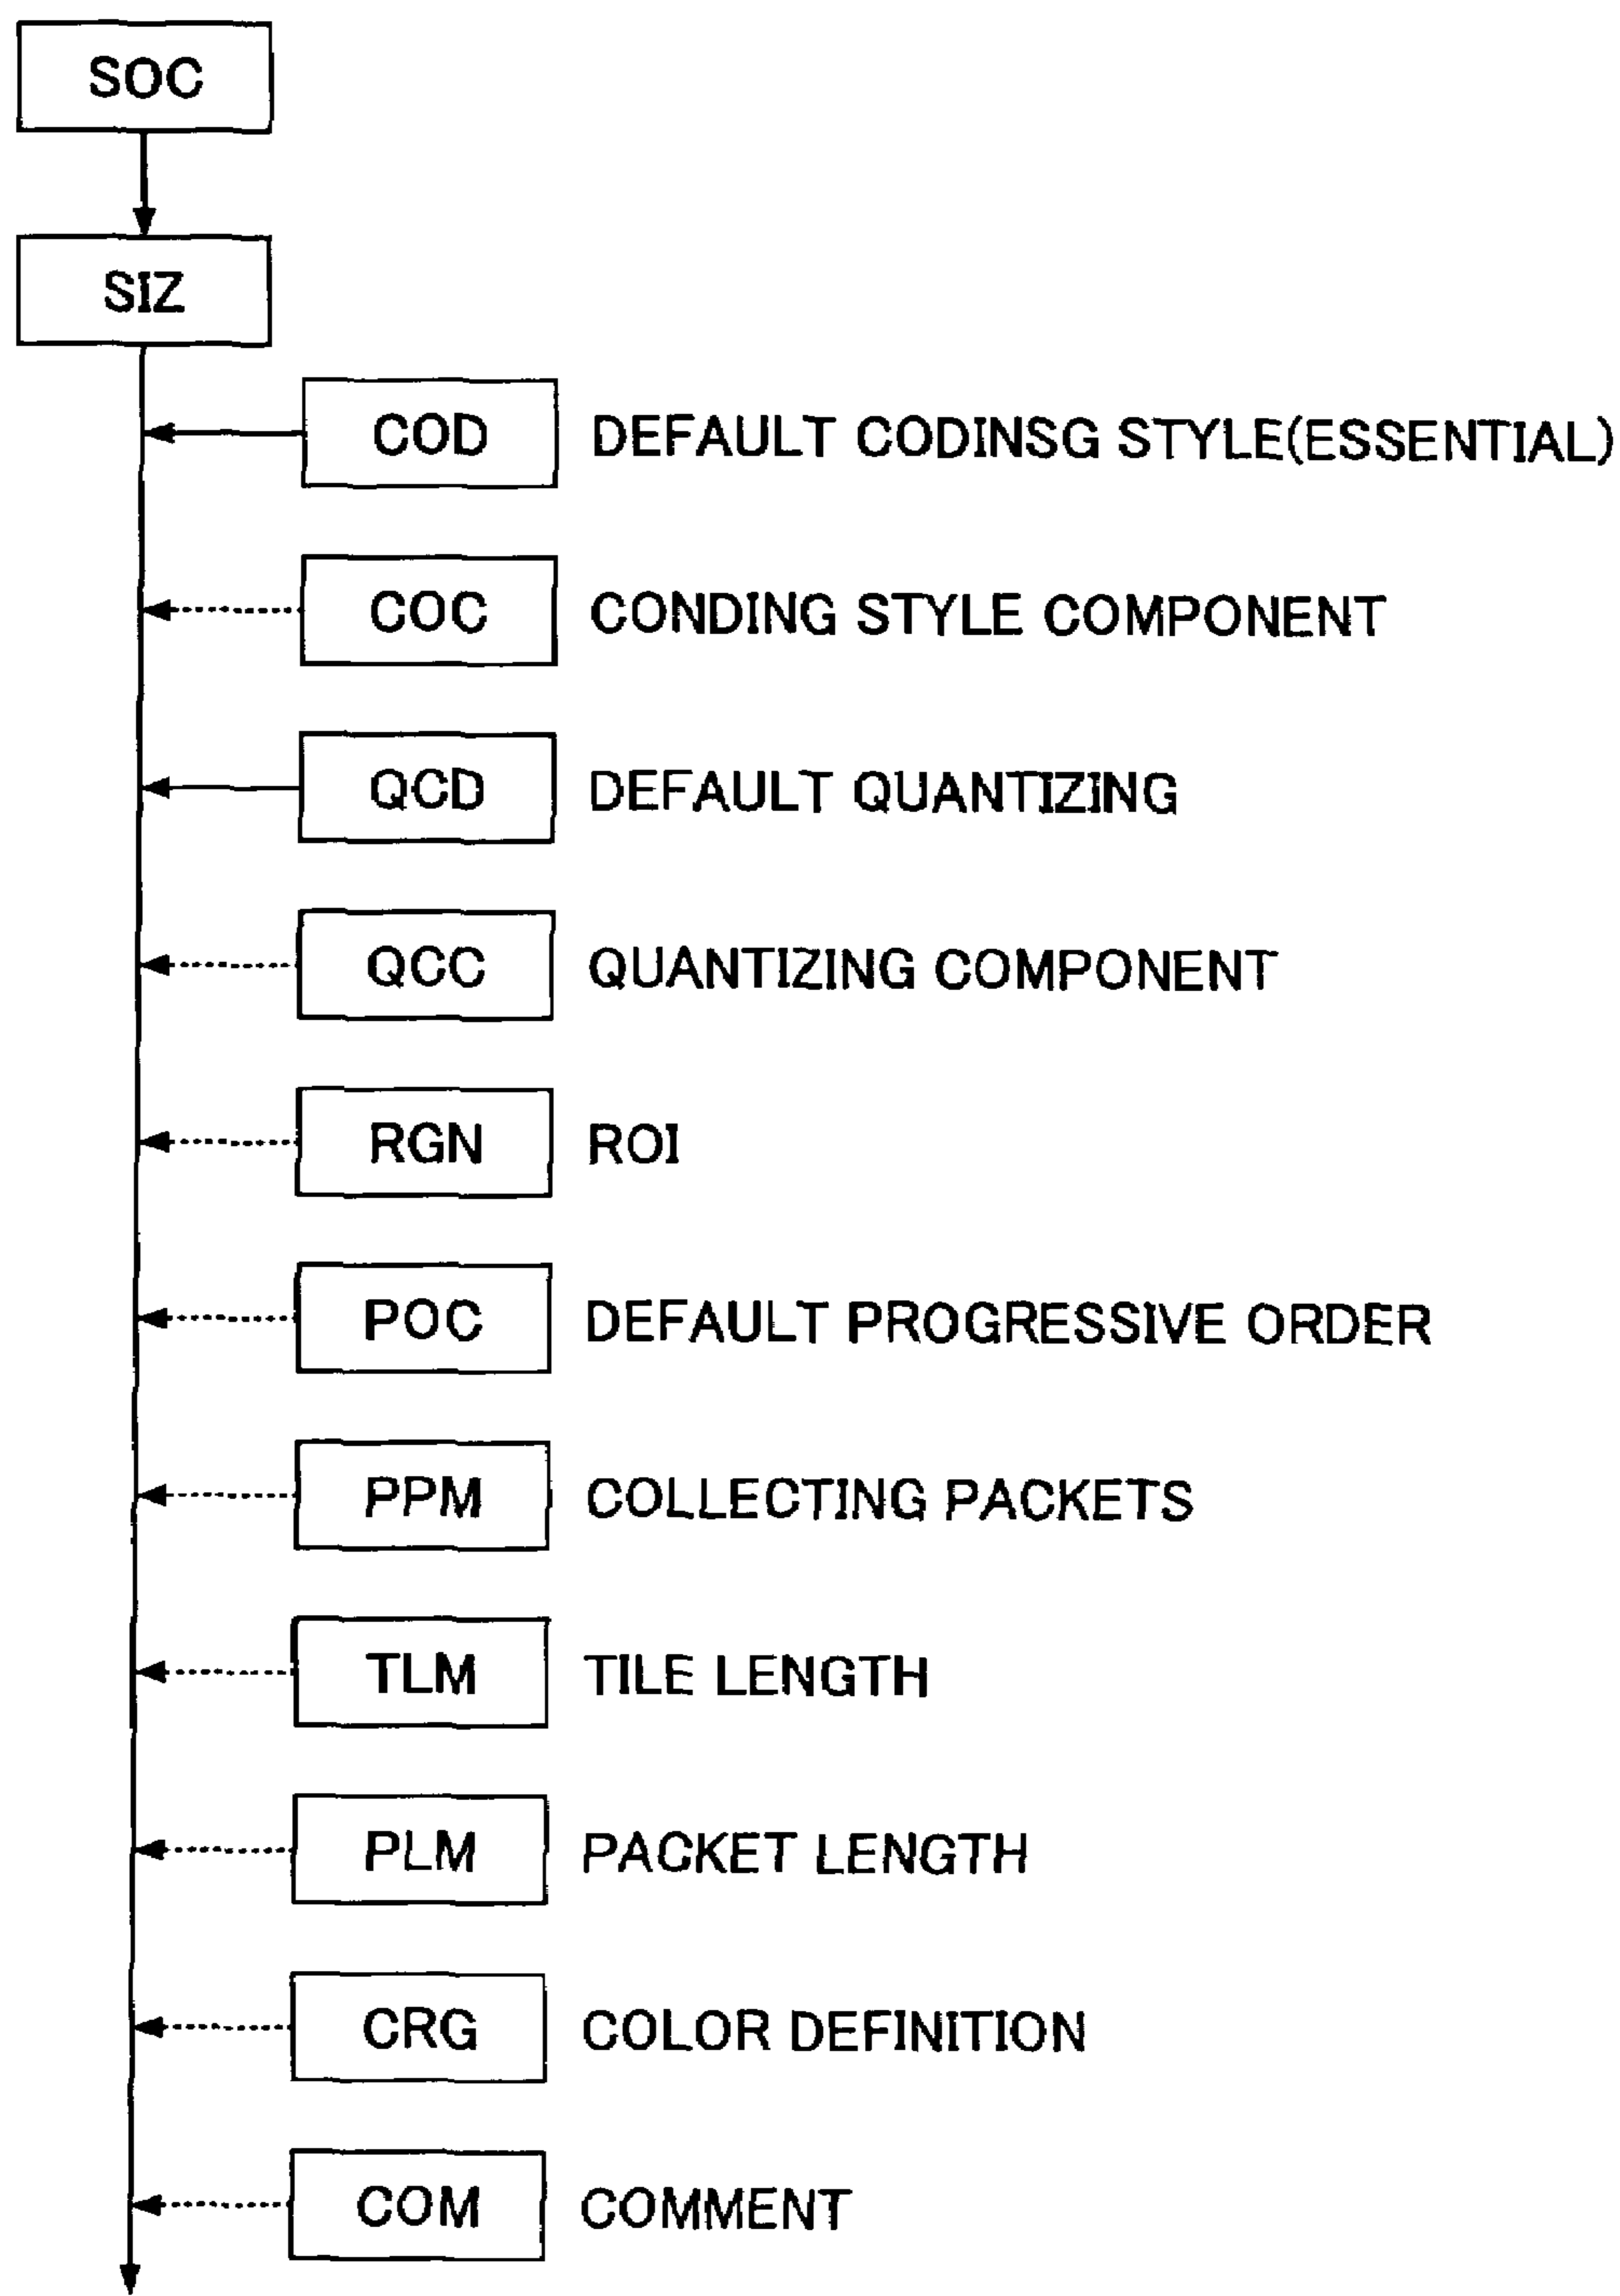 SOC
SIZ
COD DEFAULT CODINSG STYLE(ESSENTIAL)
COC CONDING STYLE COMPONENT
QCD DEFAULT QUANTIZING
QCC QUANTIZING COMPONENT
RGN ROI
POC DEFAULT PROGRESSIVE ORDER
PPM COLLECTING PACKETS
TLM TILE LENGTH
PLM PACKET LENGTH
CRG COLOR DEFINITION
COM COMMENT